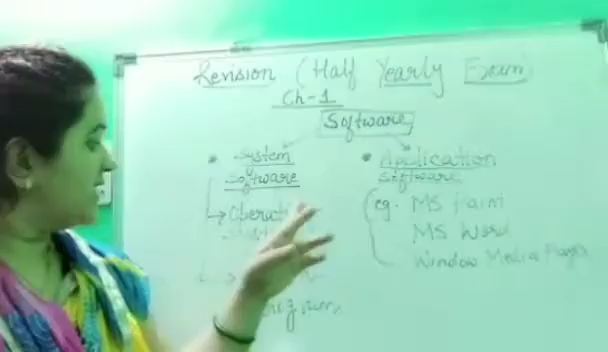 Revision (Half Yearly Exam)
Ch-1
Software
System
Software
Application
Software
eg. MS Paint
MS Word
Window Media Player